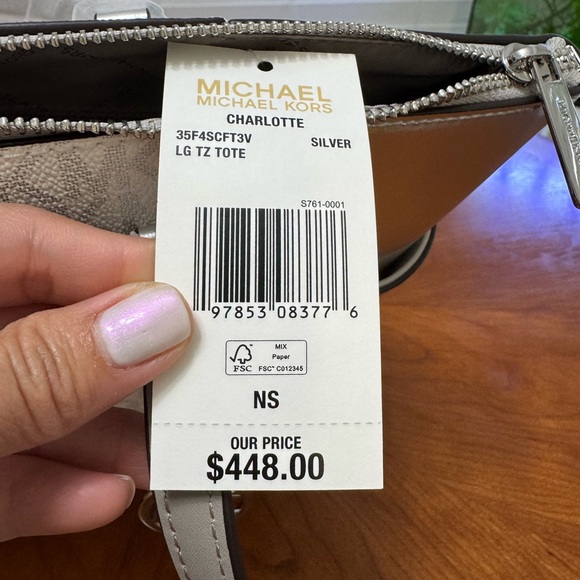 MICHAEL
MICHAEL KORS
CHARLOTTE
35F4SCFT3V SILVER
LG TZ TOTE
S761-0001
97853 08377 6
MIX
Paper
FSC FSC™ C012345
NS
OUR PRICE
$448.00